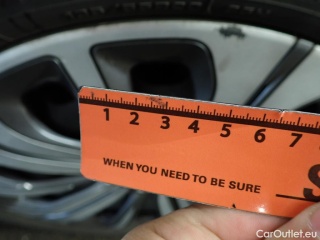 1 2 3 4 5 6 7
WHEN YOU NEED TO BE SURE
S
CarOutlet.eu